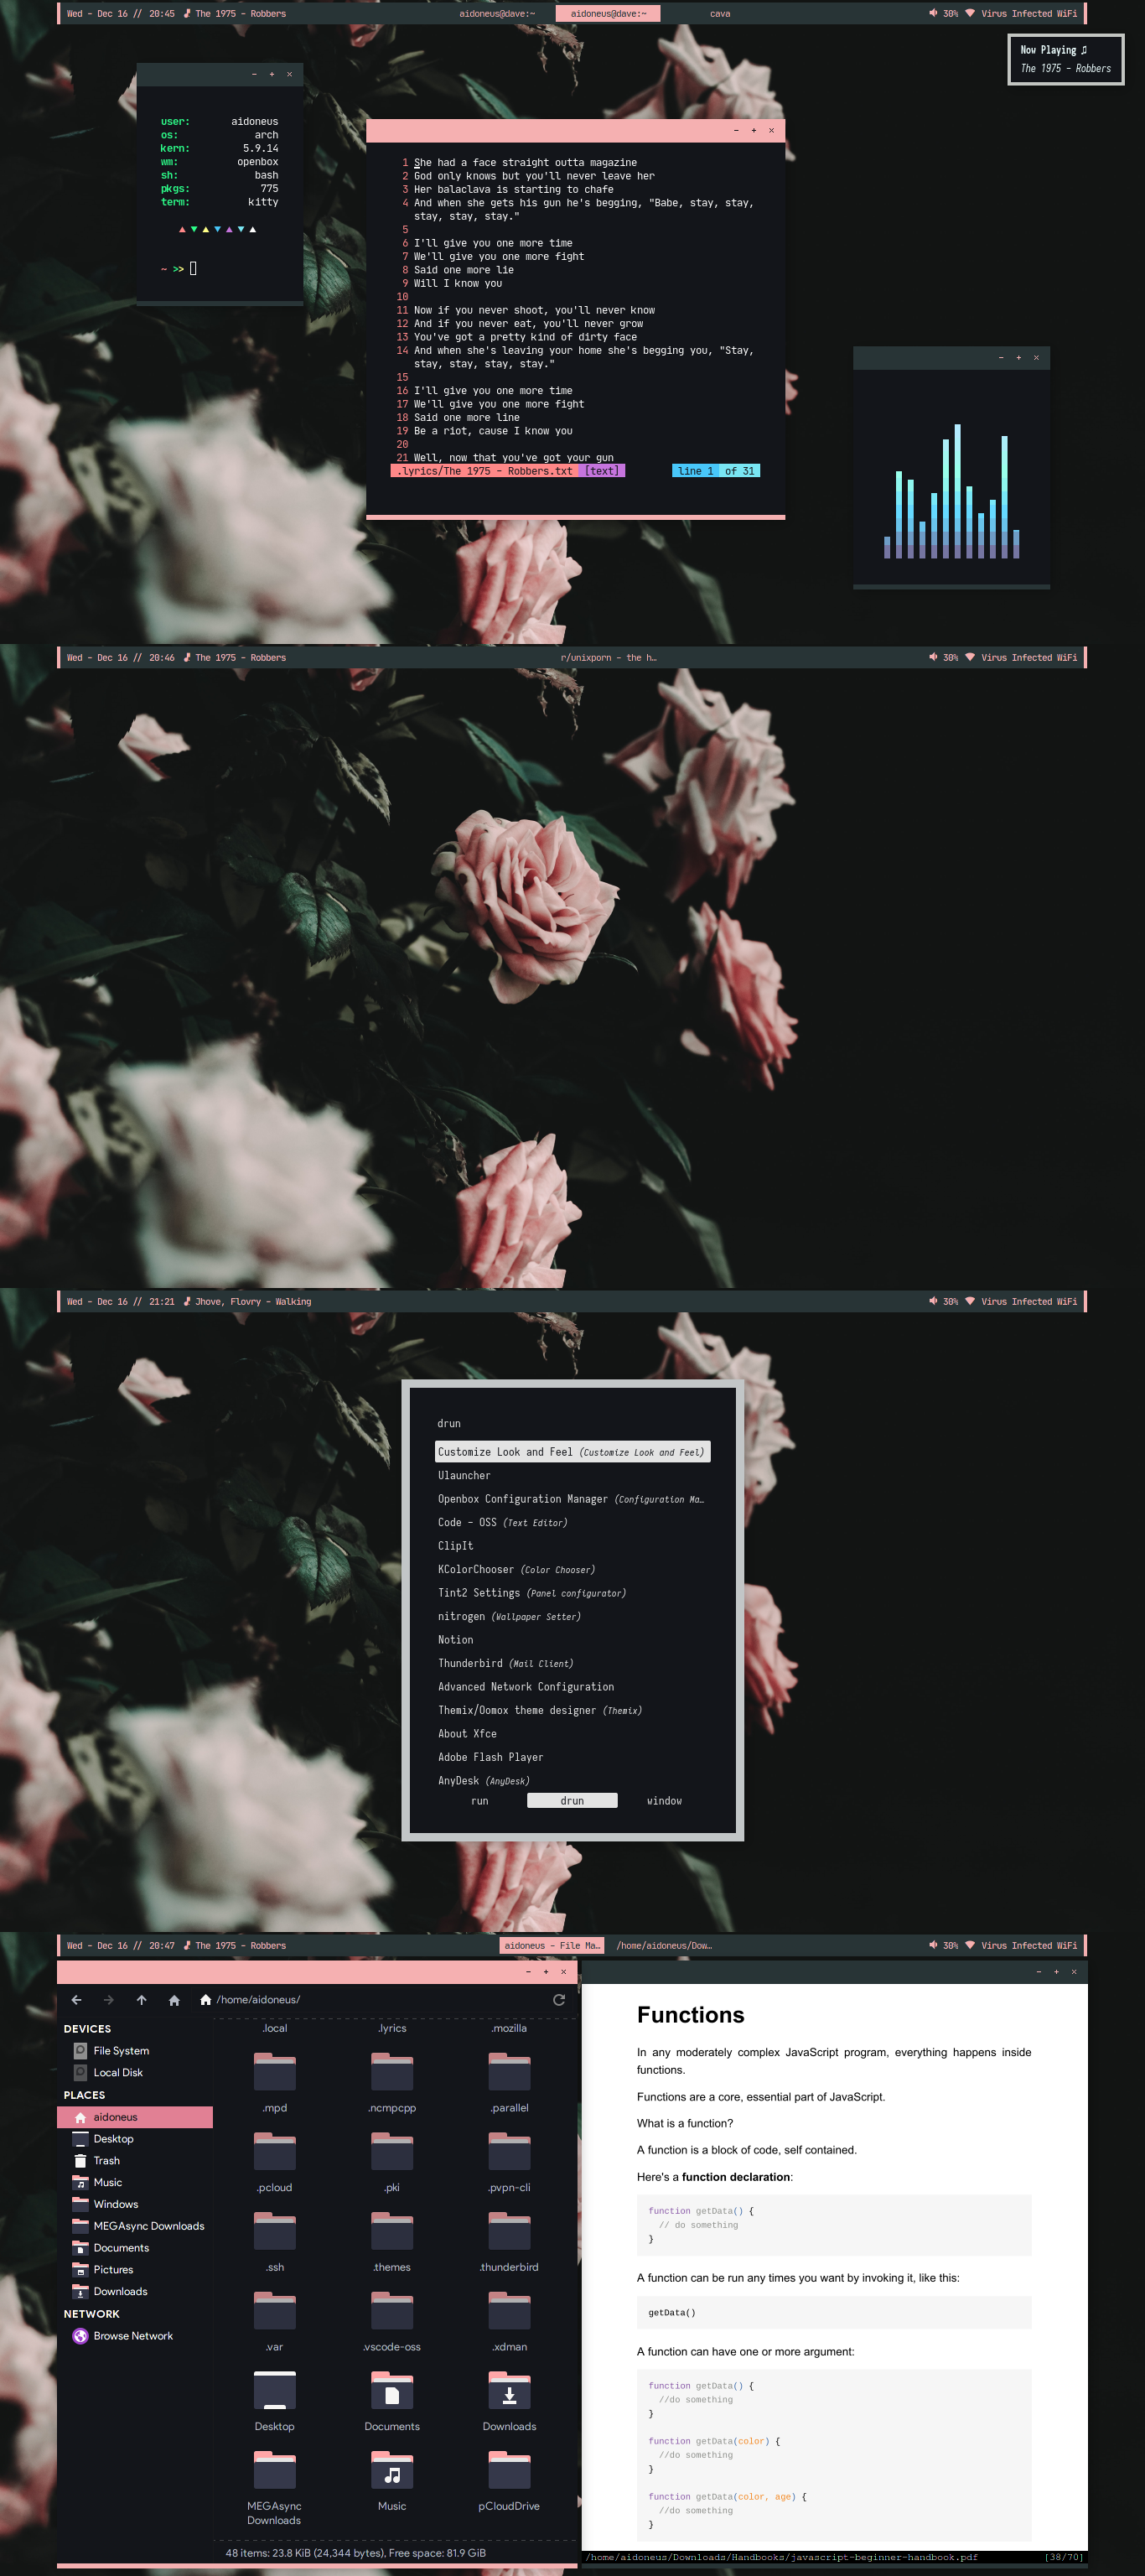 Wed - Dec 16 // 20:45 The 1975 - Robbers
aidoneus@dave:~
aidoneus@dave:~
cava
30% Virus Infected WiFi
Now Playing ♫
The 1975 - Robbers
user: aidoneus
os: arch
kern: 5.9.14
wm: openbox
sh: bash
pkgs: 775
term: kitty
~ >>
1 She had a face straight outta magazine
2 God only knows but you'll never leave her
3 Her balaclava is starting to chafe
4 And when she gets his gun he's begging, "Babe, stay, stay,
stay, stay, stay."
5
6 I'll give you one more time
7 We'll give you one more fight
8 Said one more lie
9 Will I know you
10
11 Now if you never shoot, you'll never know
12 And if you never eat, you'll never grow
13 You've got a pretty kind of dirty face
14 And when she's leaving your home she's begging you, "Stay,
stay, stay, stay, stay."
15
16 I'll give you one more time
17 We'll give you one more fight
18 Said one more line
19 Be a riot, cause I know you
20
21 Well, now that you've got your gun
.lyrics/The 1975 - Robbers.txt [text] line 1 of 31
Wed - Dec 16 // 20:46 The 1975 - Robbers
r/unixporn - the h…
30% Virus Infected WiFi
Wed - Dec 16 // 21:21 Jhove, Flovry - Walking
30% Virus Infected WiFi
drun
Customize Look and Feel (Customize Look and Feel)
Ulauncher
Openbox Configuration Manager (Configuration Ma…
Code - OSS (Text Editor)
ClipIt
KColorChooser (Color Chooser)
Tint2 Settings (Panel configurator)
nitrogen (Wallpaper Setter)
Notion
Thunderbird (Mail Client)
Advanced Network Configuration
Themix/Oomox theme designer (Themix)
About Xfce
Adobe Flash Player
AnyDesk (AnyDesk)
run drun window
Wed - Dec 16 // 20:47 The 1975 - Robbers
aidoneus - File Ma…
/home/aidoneus/Dow…
30% Virus Infected WiFi
/home/aidoneus/
DEVICES
File System
Local Disk
PLACES
aidoneus
Desktop
Trash
Music
Windows
MEGAsync Downloads
Documents
Pictures
Downloads
NETWORK
Browse Network
.local .lyrics .mozilla
.mpd .ncmpcpp .parallel
.pcloud .pki .pvpn-cli
.ssh .themes .thunderbird
.var .vscode-oss .xdman
Desktop Documents Downloads
MEGAsync Downloads Music pCloudDrive
48 items: 23.8 KiB (24,344 bytes), Free space: 81.9 GiB
Functions
In any moderately complex JavaScript program, everything happens inside
functions.
Functions are a core, essential part of JavaScript.
What is a function?
A function is a block of code, self contained.
Here's a function declaration:
function getData() {
// do something
}
A function can be run any times you want by invoking it, like this:
getData()
A function can have one or more argument:
function getData() {
//do something
}
function getData(color) {
//do something
}
function getData(color, age) {
//do something
}
/home/aidoneus/Downloads/Handbooks/javascript-beginner-handbook.pdf [38/70]